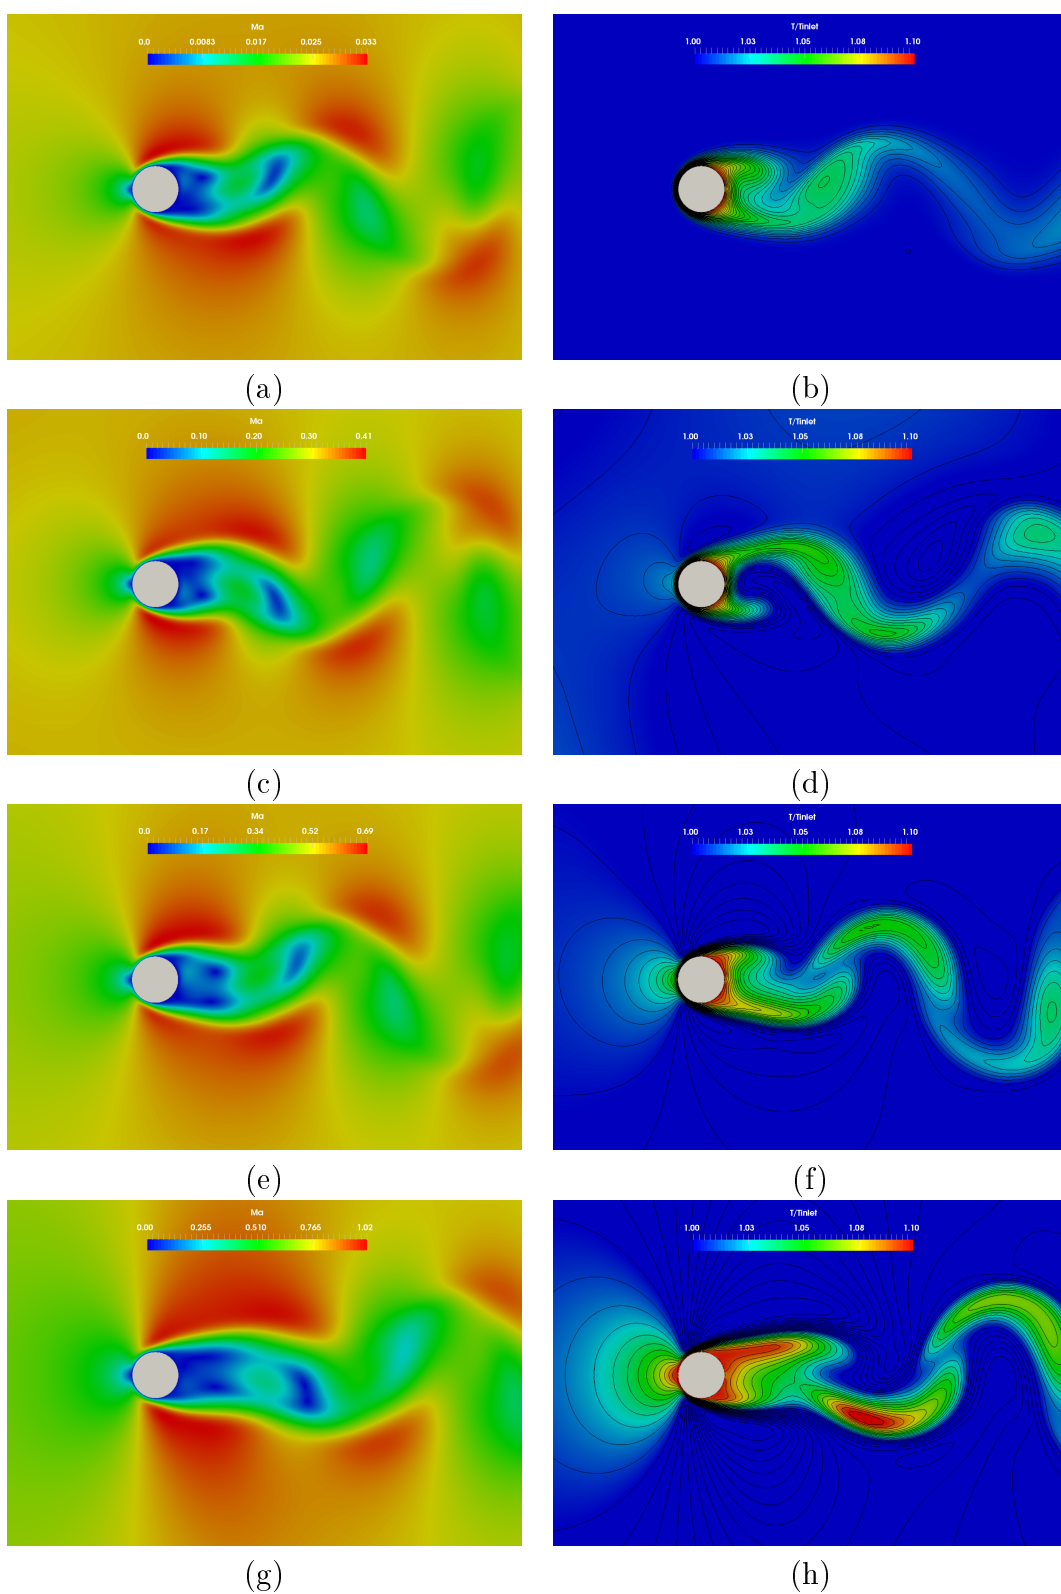 Ma
0.0 0.0083 0.017 0.025 0.033
T/Tinlet
1.00 1.03 1.05 1.08 1.10
(a)
(b)
Ma
0.0 0.10 0.20 0.30 0.41
T/Tinlet
1.00 1.03 1.05 1.08 1.10
(c)
(d)
Ma
0.0 0.17 0.34 0.52 0.69
T/Tinlet
1.00 1.03 1.05 1.08 1.10
(e)
(f)
Ma
0.00 0.255 0.510 0.765 1.02
T/Tinlet
1.00 1.03 1.05 1.08 1.10
(g)
(h)